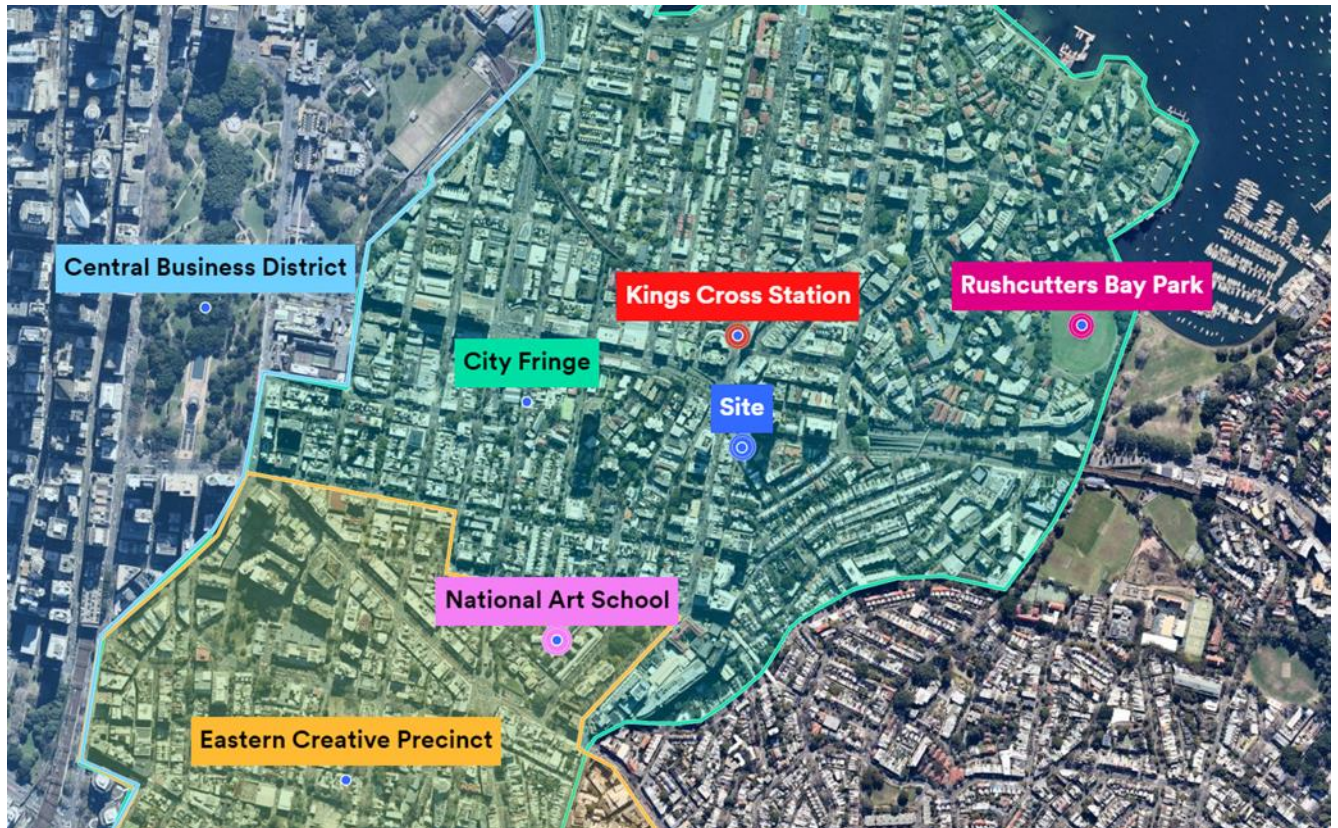 Central Business District
Kings Cross Station
Rushcutters Bay Park
City Fringe
Site
National Art School
Eastern Creative Precinct